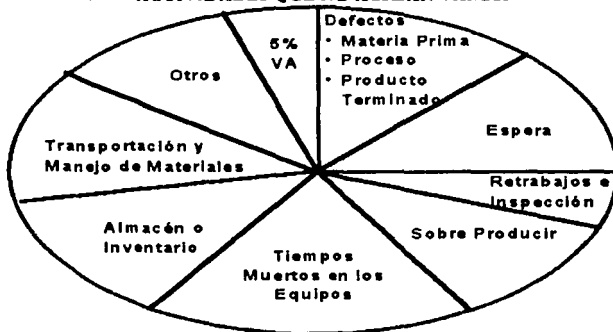 5%
VA
Defectos
• Materia Prima
• Proceso
• Producto
Terminado
Espera
Retrabajos e
Inspección
Sobre Producir
Tiempos
Muertos en los
Equipos
Almacén o
Inventario
Transportación y
Manejo de Materiales
Otros